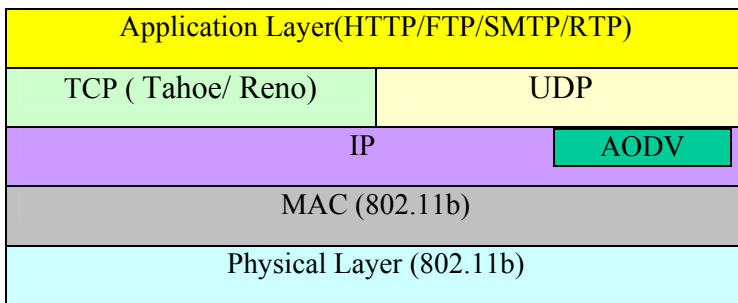 Application Layer(HTTP/FTP/SMTP/RTP)
TCP ( Tahoe/ Reno)
UDP
IP
AODV
MAC (802.11b)
Physical Layer (802.11b)